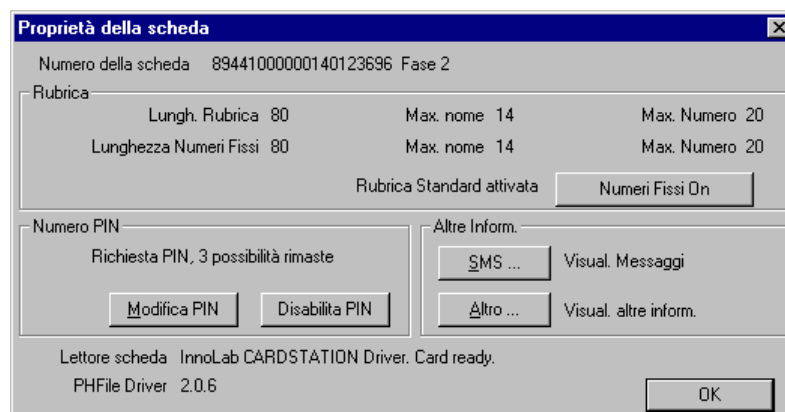 Proprietà della scheda
Numero della scheda 89441000000140123696 Fase 2
Rubrica
Lungh. Rubrica 80 Max. nome 14 Max. Numero 20
Lunghezza Numeri Fissi 80 Max. nome 14 Max. Numero 20
Rubrica Standard attivata Numeri Fissi On
Numero PIN
Richiesta PIN, 3 possibilità rimaste
Modifica PIN Disabilita PIN
Altre Inform.
SMS ... Visual. Messaggi
Altro ... Visual. altre inform.
Lettore scheda InnoLab CARDSTATION Driver. Card ready.
PHFile Driver 2.0.6
OK